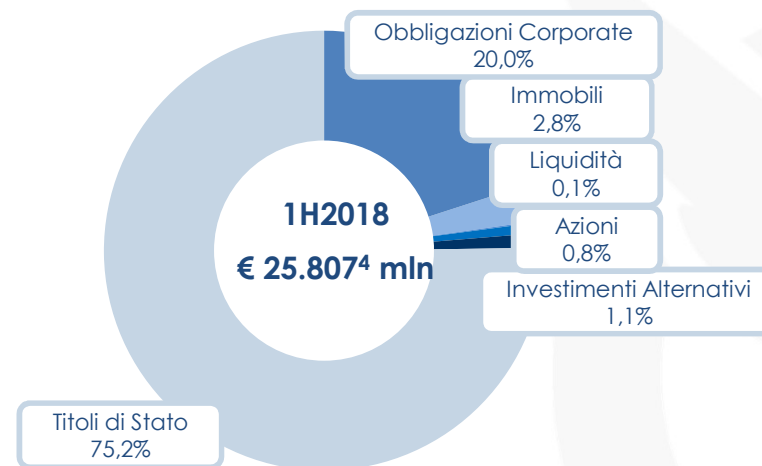 Obbligazioni Corporate
20,0%
Immobili
2,8%
Liquidità
0,1%
Azioni
0,8%
Investimenti Alternativi
1,1%
1H2018
€ 25.807⁴ mln
Titoli di Stato
75,2%